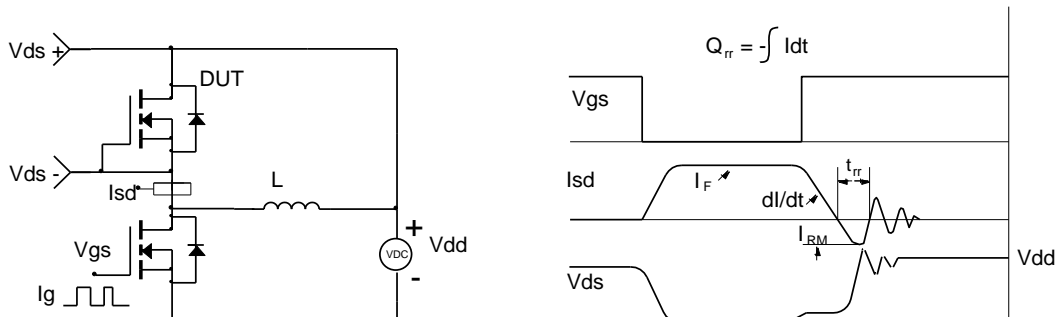 Vds +
DUT
Vds -
Isd
L
Vgs
Ig
+
VDC
-
Vdd
Qrr = -∫ Idt
Vgs
Isd
IF
dI/dt
trr
IRM
Vds
Vdd